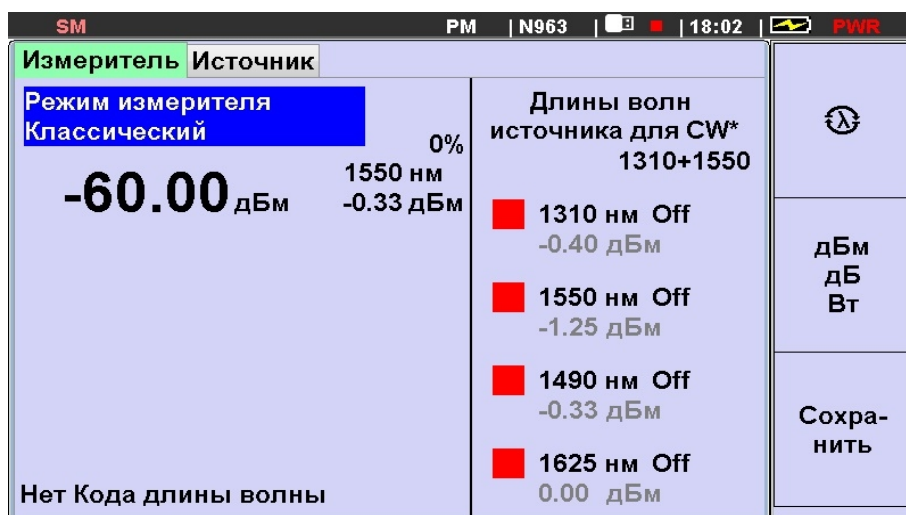 SM PM | N963 | | 18:02 | PWR
Измеритель Источник
Режим измерителя
Классический
0%
-60.00 дБм
1550 нм
-0.33 дБм
Нет Кода длины волны
Длины волн
источника для CW*
1310+1550
1310 нм Off
-0.40 дБм
1550 нм Off
-1.25 дБм
1490 нм Off
-0.33 дБм
1625 нм Off
0.00 дБм
λ
дБм
дБ
Вт
Сохра-
нить